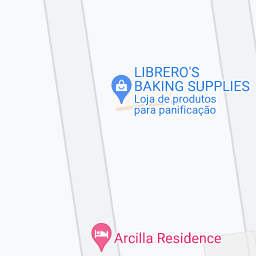 LIBRERO'S
BAKING SUPPLIES
Loja de produtos
para panificação
Arcilla Residence